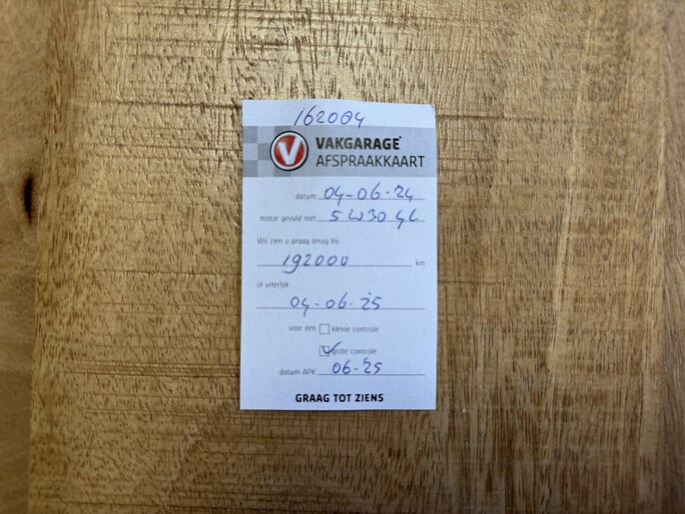 162004
V VAKGARAGE
AFSPRAAKKAART
datum 04-06-24
motor gevuld met 5W30 4L
Wij zien u graag terug bij
192000 km
of uiterlijk
04-06-25
voor een kleine controle
grote controle
datum APK 06-25
GRAAG TOT ZIENS